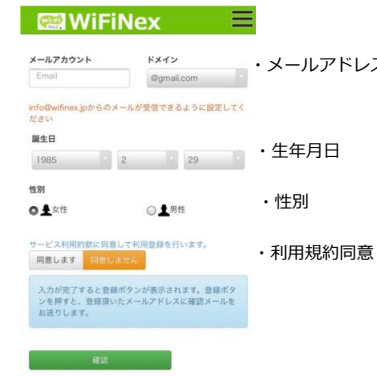 WiFiNex
メールアカウント
ドメイン
Email
@gmail.com
・メールアドレス
info@wifinex.jpからのメールが受信できるように設定してく
ださい
誕生日
1985
2
29
・生年月日
性別
女性
男性
・性別
サービス利用約款に同意して利用登録を行います。
同意します
同意しません
・利用規約同意
入力が完了すると登録ボタンが表示されます。登録ボタ
ンを押すと、登録頂いたメールアドレスに確認メールを
お送りします。
確認